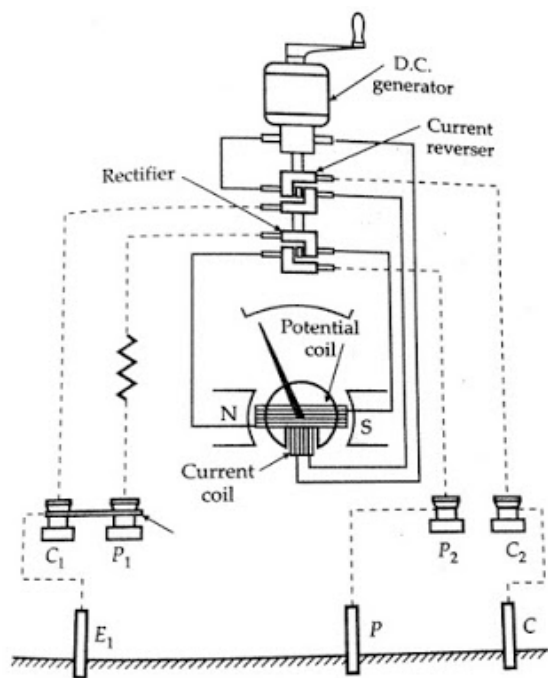 D.C.
generator
Current
reverser
Rectifier
Potential
coil
N
S
Current
coil
C₁
P₁
P₂
C₂
E₁
P
C